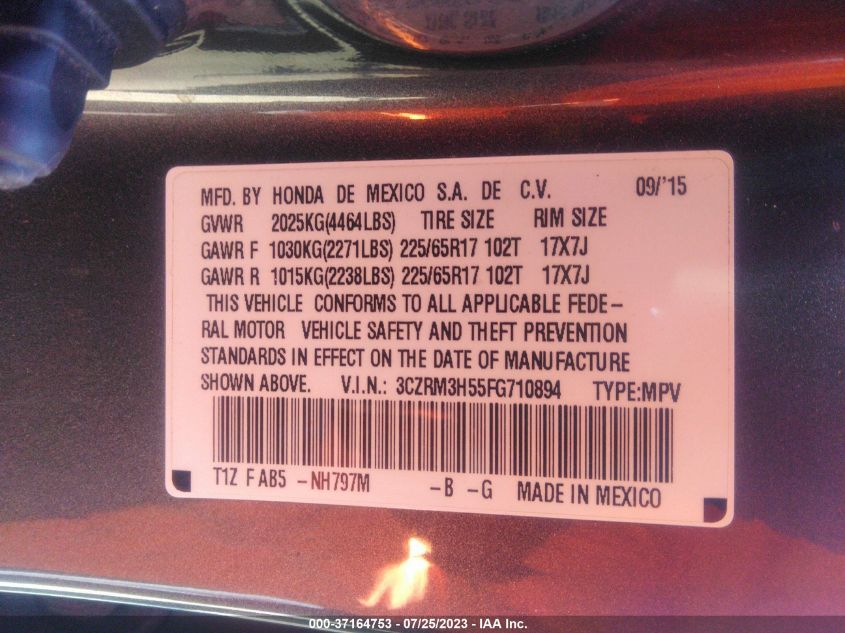 MFD. BY HONDA DE MEXICO S.A. DE C.V. 09/'15
GVWR 2025KG(4464LBS) TIRE SIZE RIM SIZE
GAWR F 1030KG(2271LBS) 225/65R17 102T 17X7J
GAWR R 1015KG(2238LBS) 225/65R17 102T 17X7J
THIS VEHICLE CONFORMS TO ALL APPLICABLE FEDE–
RAL MOTOR VEHICLE SAFETY AND THEFT PREVENTION
STANDARDS IN EFFECT ON THE DATE OF MANUFACTURE
SHOWN ABOVE. V.I.N.: 3CZRM3H55FG710894 TYPE:MPV
T1Z F AB5 –NH797M –B –G MADE IN MEXICO
000-37164753 - 07/25/2023 - IAA Inc.